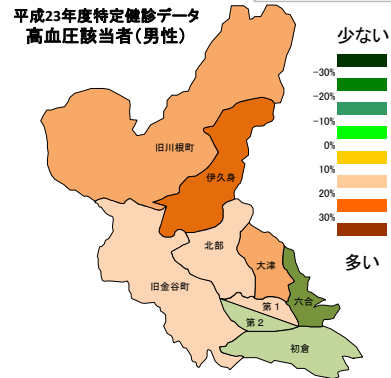 平成23年度特定健診データ
高血圧該当者(男性)
少ない
-30%
-20%
-10%
0%
10%
20%
30%
多い
旧川根町
伊久身
北部
大津
旧金谷町
第1
六合
第2
初倉